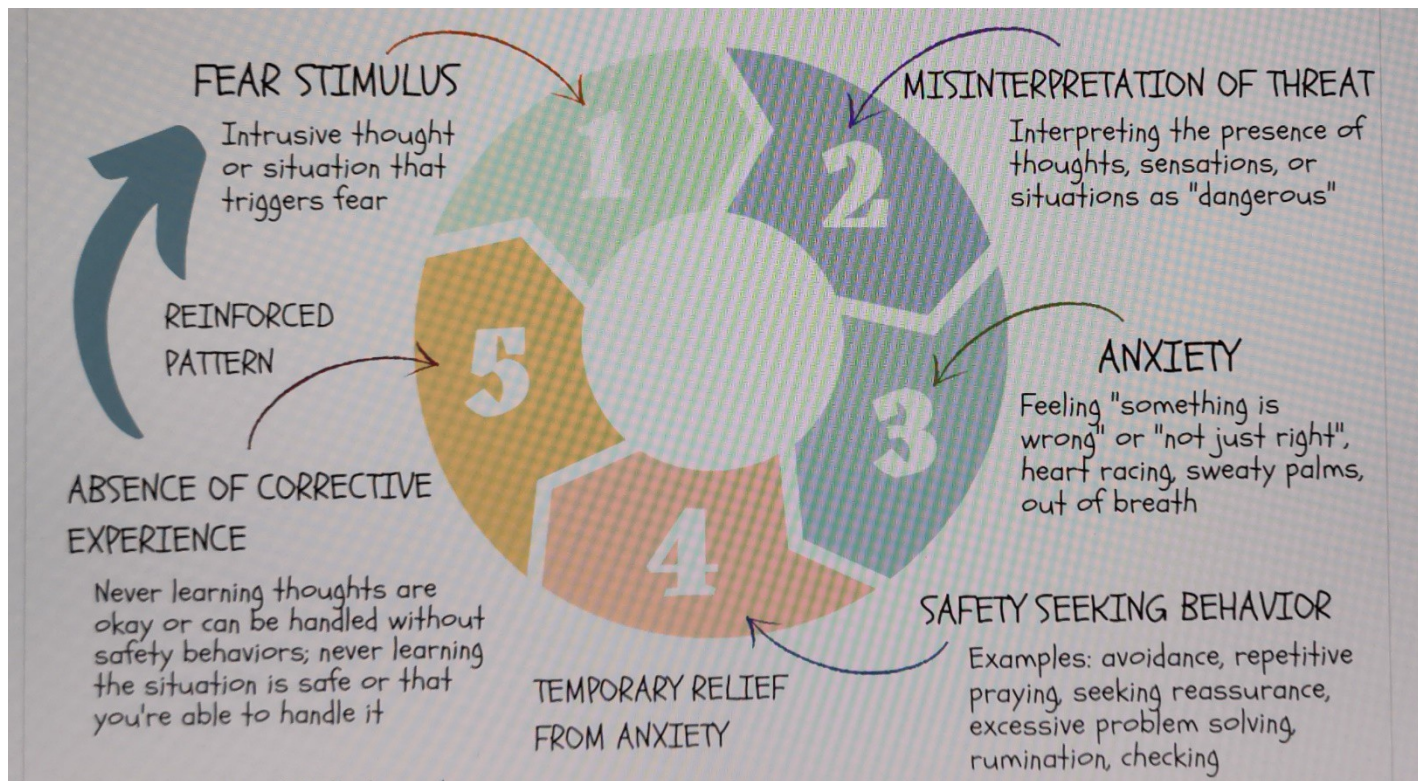 FEAR STIMULUS
Intrusive thought
or situation that
triggers fear
1
MISINTERPRETATION OF THREAT
Interpreting the presence of
thoughts, sensations, or
situations as "dangerous"
2
ANXIETY
Feeling "something is
wrong" or "not just right",
heart racing, sweaty palms,
out of breath
3
SAFETY SEEKING BEHAVIOR
Examples: avoidance, repetitive
praying, seeking reassurance,
excessive problem solving,
rumination, checking
4
TEMPORARY RELIEF
FROM ANXIETY
5
ABSENCE OF CORRECTIVE
EXPERIENCE
Never learning thoughts are
okay or can be handled without
safety behaviors; never learning
the situation is safe or that
you're able to handle it
REINFORCED
PATTERN